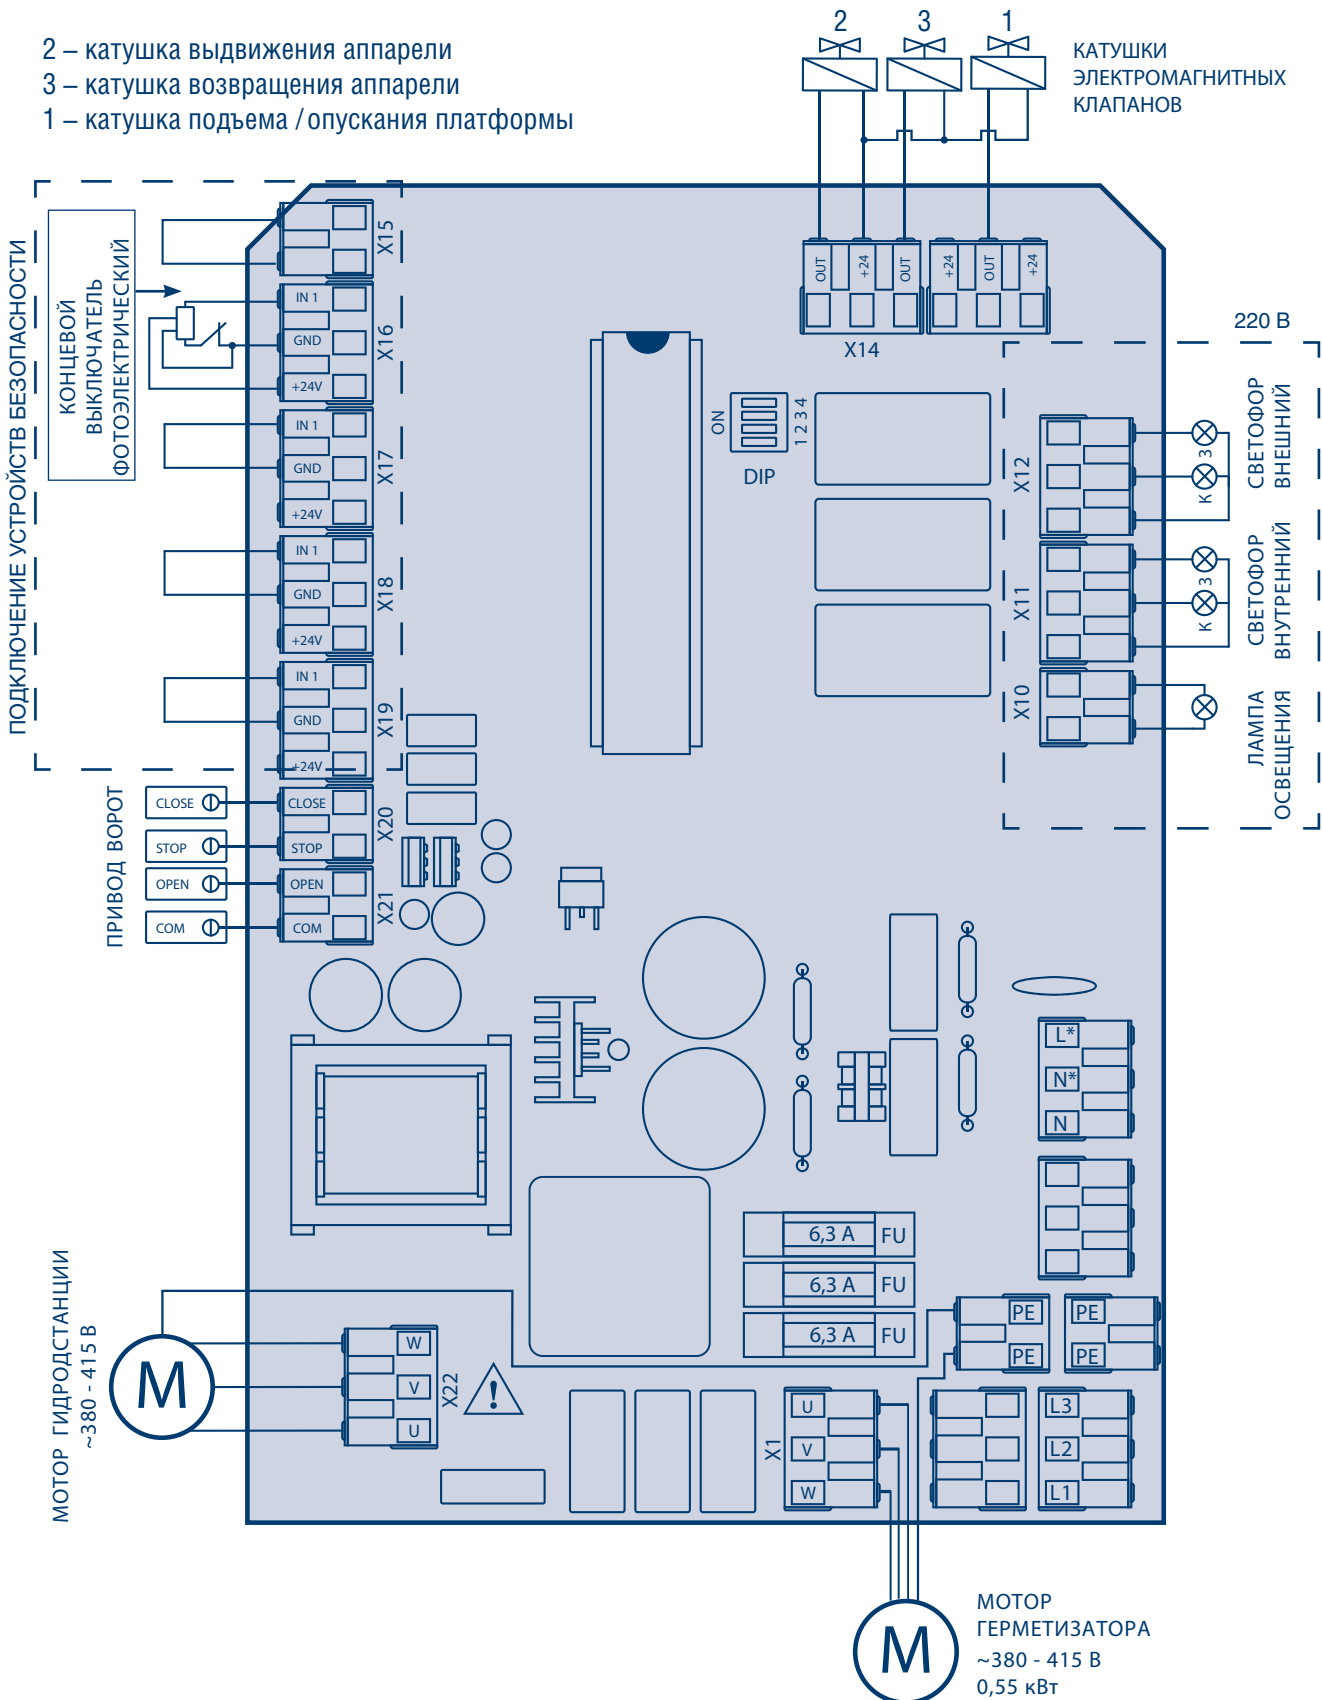 2 – катушка выдвижения аппарели
3 – катушка возвращения аппарели
1 – катушка подъема / опускания платформы
2
3
1
КАТУШКИ
ЭЛЕКТРОМАГНИТНЫХ
КЛАПАНОВ
ПОДКЛЮЧЕНИЕ УСТРОЙСТВ БЕЗОПАСНОСТИ
КОНЦЕВОЙ
ВЫКЛЮЧАТЕЛЬ
ФОТОЭЛЕКТРИЧЕСКИЙ
X15
IN 1
GND
+24V
X16
IN 1
GND
+24V
X17
IN 1
GND
+24V
X18
IN 1
GND
+24V
X19
OUT
+24
OUT
+24
OUT
+24
X14
ON
1 2 3 4
DIP
220 В
X12
З
К
СВЕТОФОР
ВНЕШНИЙ
X11
З
К
СВЕТОФОР
ВНУТРЕННИЙ
X10
ЛАМПА
ОСВЕЩЕНИЯ
ПРИВОД ВОРОТ
CLOSE
CLOSE
STOP
STOP
X20
OPEN
OPEN
COM
COM
X21
L*
N*
N
6,3 А
FU
6,3 А
FU
6,3 А
FU
PE
PE
PE
PE
МОТОР ГИДРОДСТАНЦИИ
~380 - 415 В
M
W
V
U
X22
!
X1
U
V
W
L3
L2
L1
M
МОТОР
ГЕРМЕТИЗАТОРА
~380 - 415 В
0,55 кВт